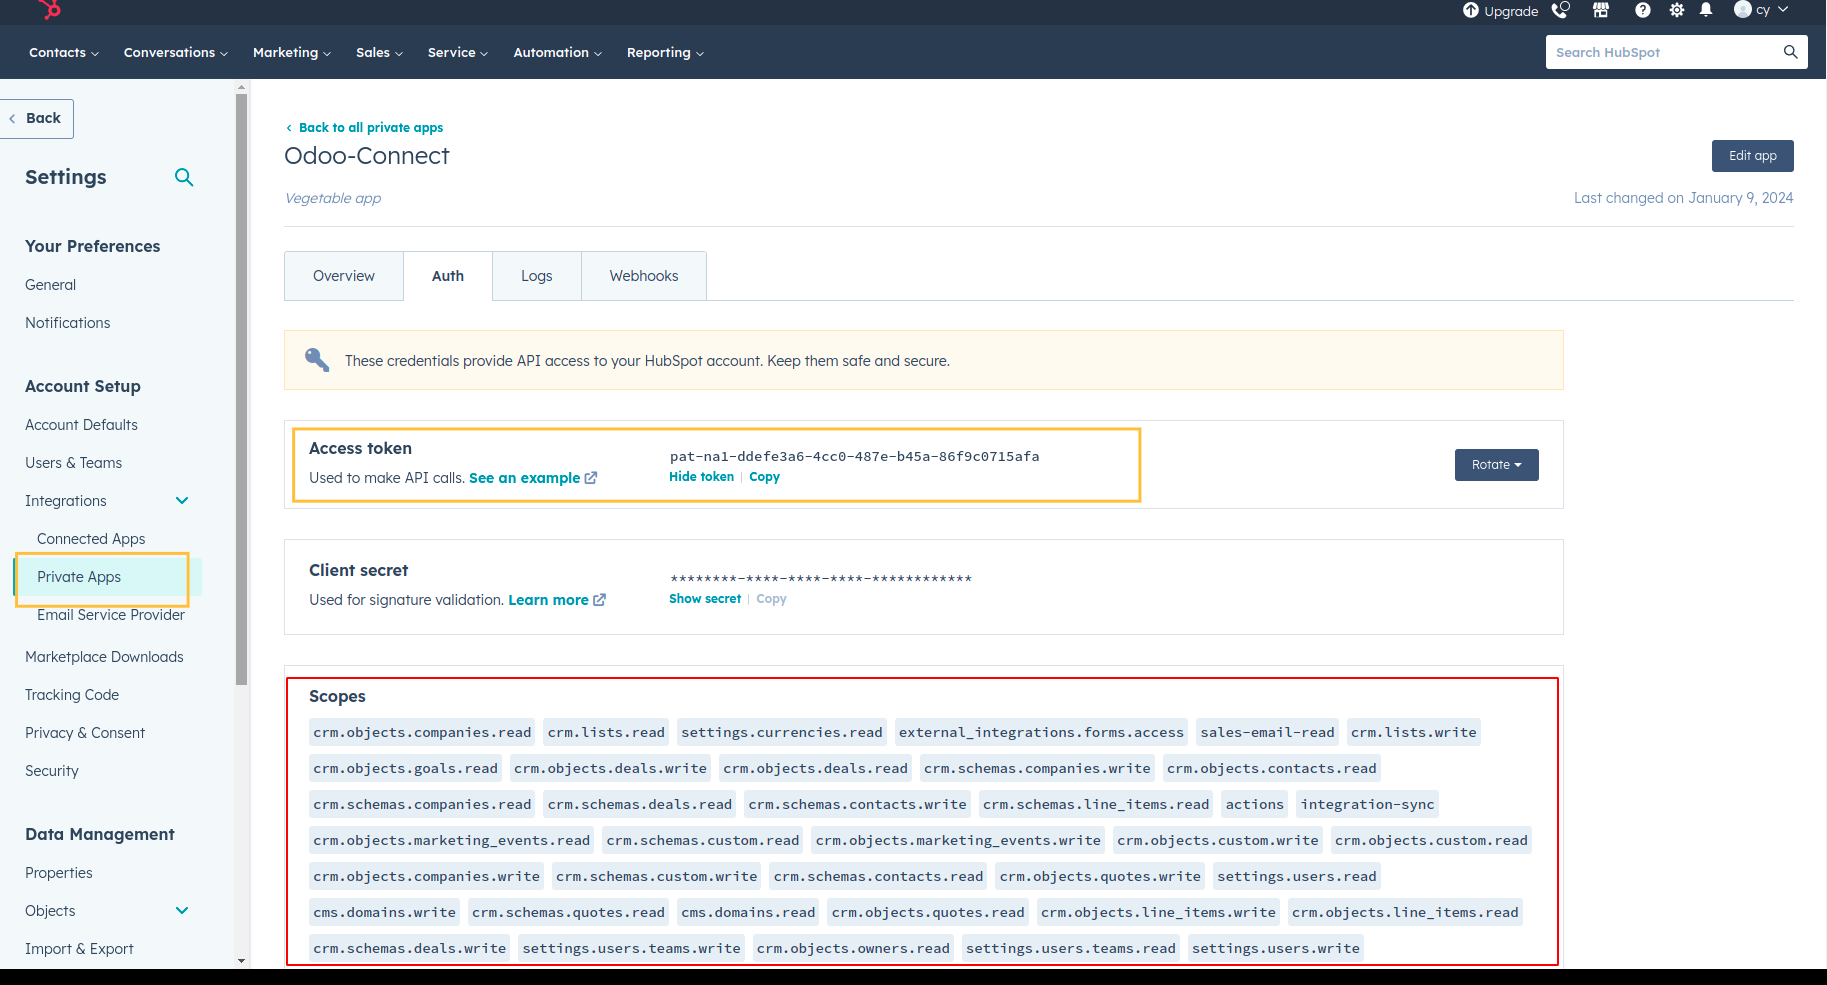 Upgrade cy
Contacts Conversations Marketing Sales Service Automation Reporting Search HubSpot
Back
Settings
Your Preferences
General
Notifications
Account Setup
Account Defaults
Users & Teams
Integrations
Connected Apps
Private Apps
Email Service Provider
Marketplace Downloads
Tracking Code
Privacy & Consent
Security
Data Management
Properties
Objects
Import & Export
Back to all private apps
Odoo-Connect
Edit app
Vegetable app
Last changed on January 9, 2024
Overview Auth Logs Webhooks
These credentials provide API access to your HubSpot account. Keep them safe and secure.
Access token
Used to make API calls. See an example
pat-na1-ddefe3a6-4cc0-487e-b45a-86f9c0715afa
Hide token | Copy
Rotate
Client secret
Used for signature validation. Learn more
********-****-****-****-************
Show secret | Copy
Scopes
crm.objects.companies.read crm.lists.read settings.currencies.read external_integrations.forms.access sales-email-read crm.lists.write
crm.objects.goals.read crm.objects.deals.write crm.objects.deals.read crm.schemas.companies.write crm.objects.contacts.read
crm.schemas.companies.read crm.schemas.deals.read crm.schemas.contacts.write crm.schemas.line_items.read actions integration-sync
crm.objects.marketing_events.read crm.schemas.custom.read crm.objects.marketing_events.write crm.objects.custom.write crm.objects.custom.read
crm.objects.companies.write crm.schemas.custom.write crm.schemas.contacts.read crm.objects.quotes.write settings.users.read
cms.domains.write crm.schemas.quotes.read cms.domains.read crm.objects.quotes.read crm.objects.line_items.write crm.objects.line_items.read
crm.schemas.deals.write settings.users.teams.write crm.objects.owners.read settings.users.teams.read settings.users.write